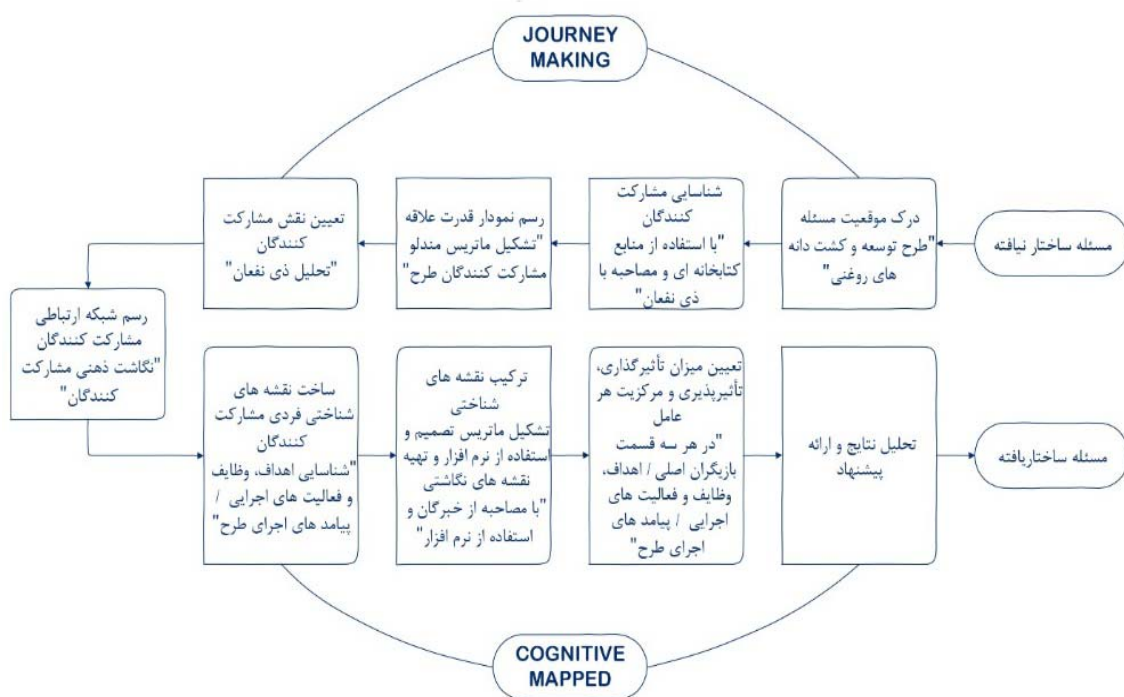 JOURNEY
MAKING
مسئله ساختار نیافته
درک موقعیت مسئله
"طرح توسعه و کشت دانه
های روغنی"
شناسایی مشارکت
کنندگان
"با استفاده از منابع
کتابخانه ای و مصاحبه با
ذی نفعان"
رسم نمودار قدرت علاقه
"تشکیل ماتریس مندلو
مشارکت کنندگان طرح"
تعیین نقش مشارکت
کنندگان
"تحلیل ذی نفعان"
رسم شبکه ارتباطی
مشارکت کنندگان
"نگاشت ذهنی مشارکت
کنندگان"
ساخت نقشه های
شناختی فردی مشارکت
کنندگان
"شناسایی اهداف، وظایف
و فعالیت های اجرایی /
پیامد های اجرای طرح"
ترکیب نقشه های
شناختی
تشکیل ماتریس تصمیم و
استفاده از نرم افزار و تهیه
نقشه های نگاشتی
"با مصاحبه از خبرگان و
استفاده از نرم افزار"
تعیین میزان تأثیرگذاری،
تأثیرپذیری و مرکزیت هر
عامل
"در هر سه قسمت
بازیگران اصلی / اهداف،
وظایف و فعالیت های
اجرایی / پیامد های
اجرای طرح"
تحلیل نتایج و ارائه
پیشنهاد
مسئله ساختاریافته
COGNITIVE
MAPPED